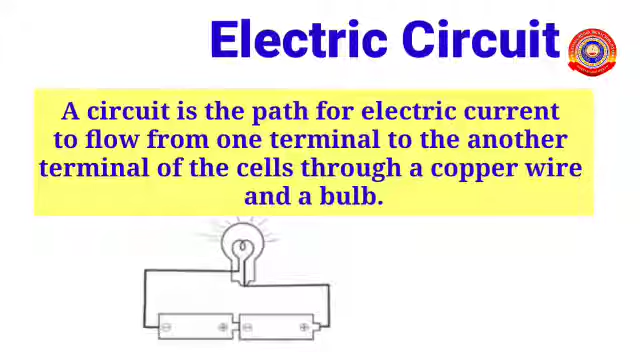 Electric Circuit
A circuit is the path for electric current
to flow from one terminal to the another
terminal of the cells through a copper wire
and a bulb.